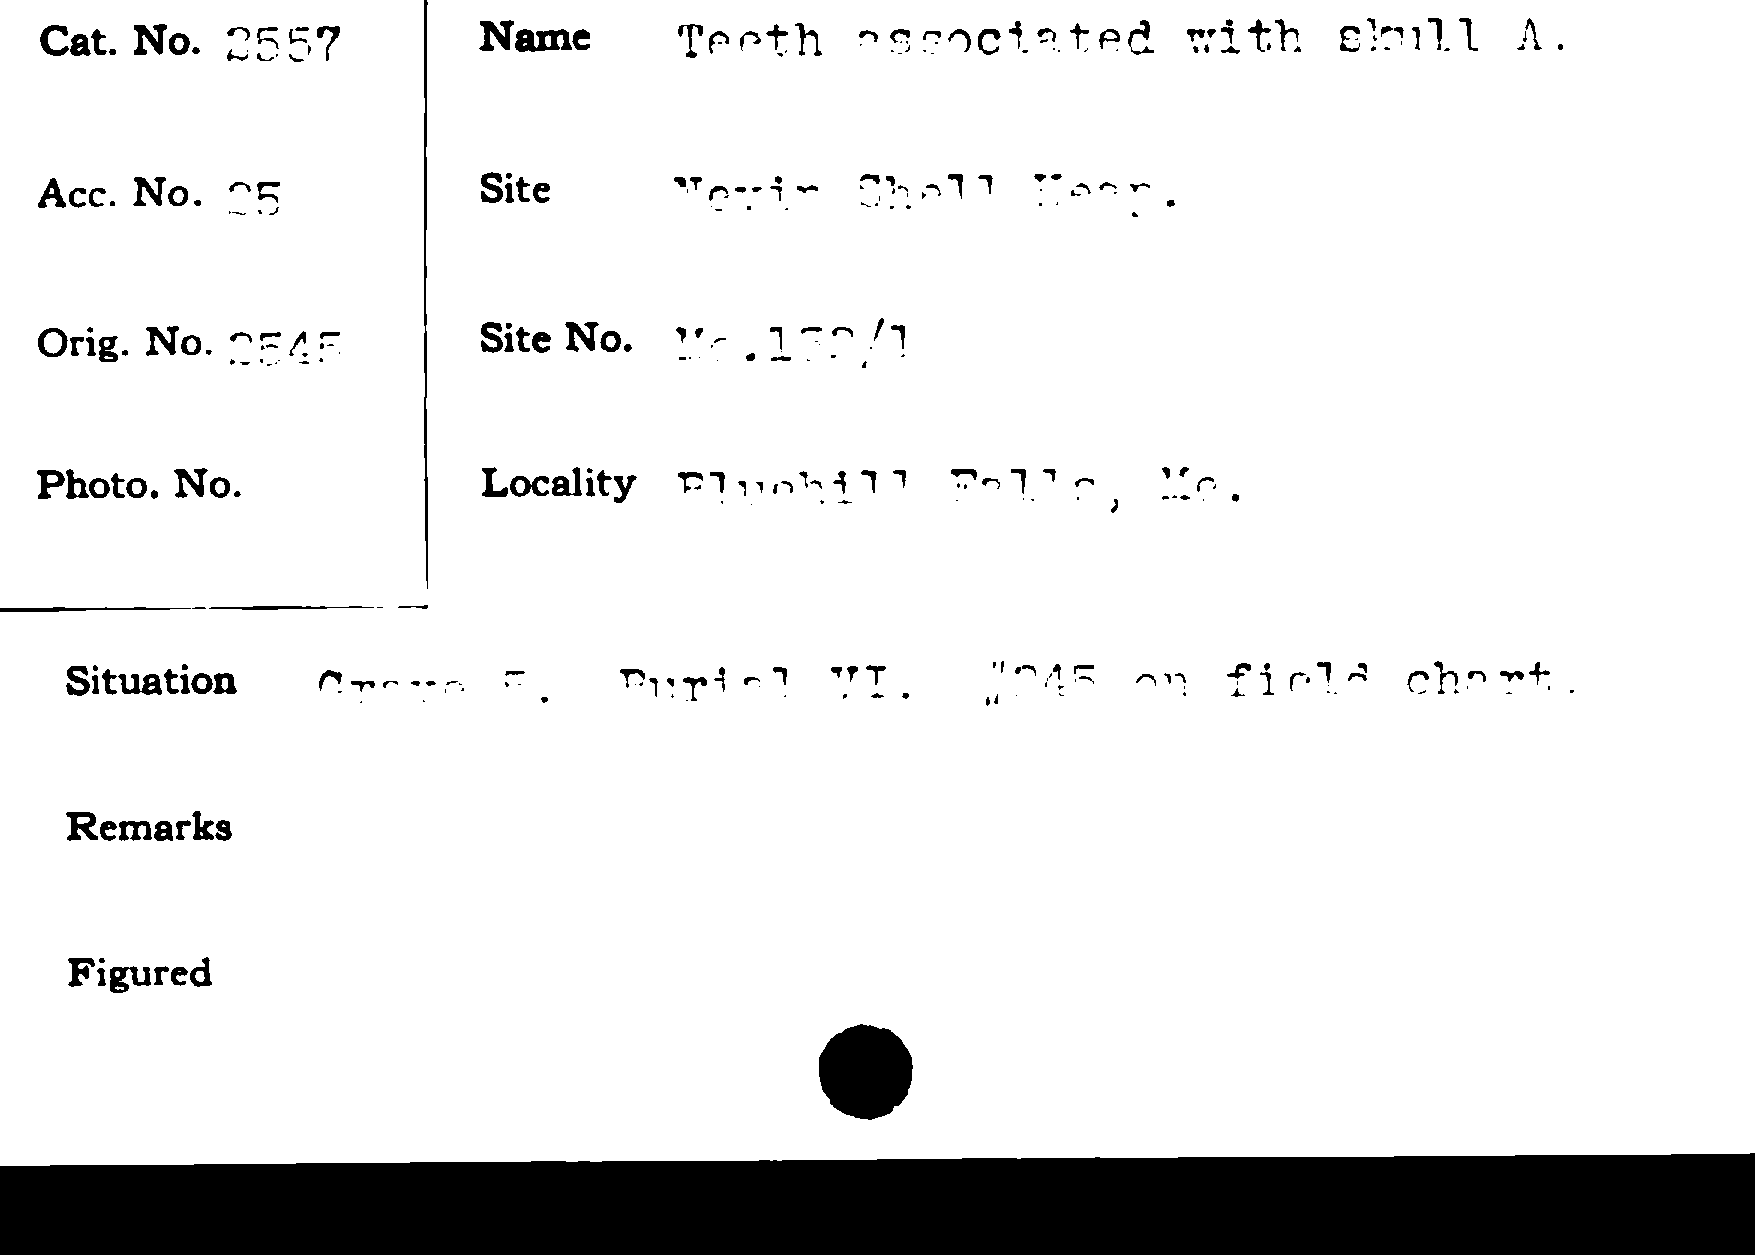 Cat. No. 2557
Name Teeth associated with skull A.
Acc. No. 25
Site Nevin Shell Heap.
Orig. No. 2545
Site No. Me. /1
Photo. No.
Locality Bluehill Falls, Me.
Situation Grave 5. Burial VI. #245 on field chart.
Remarks
Figured